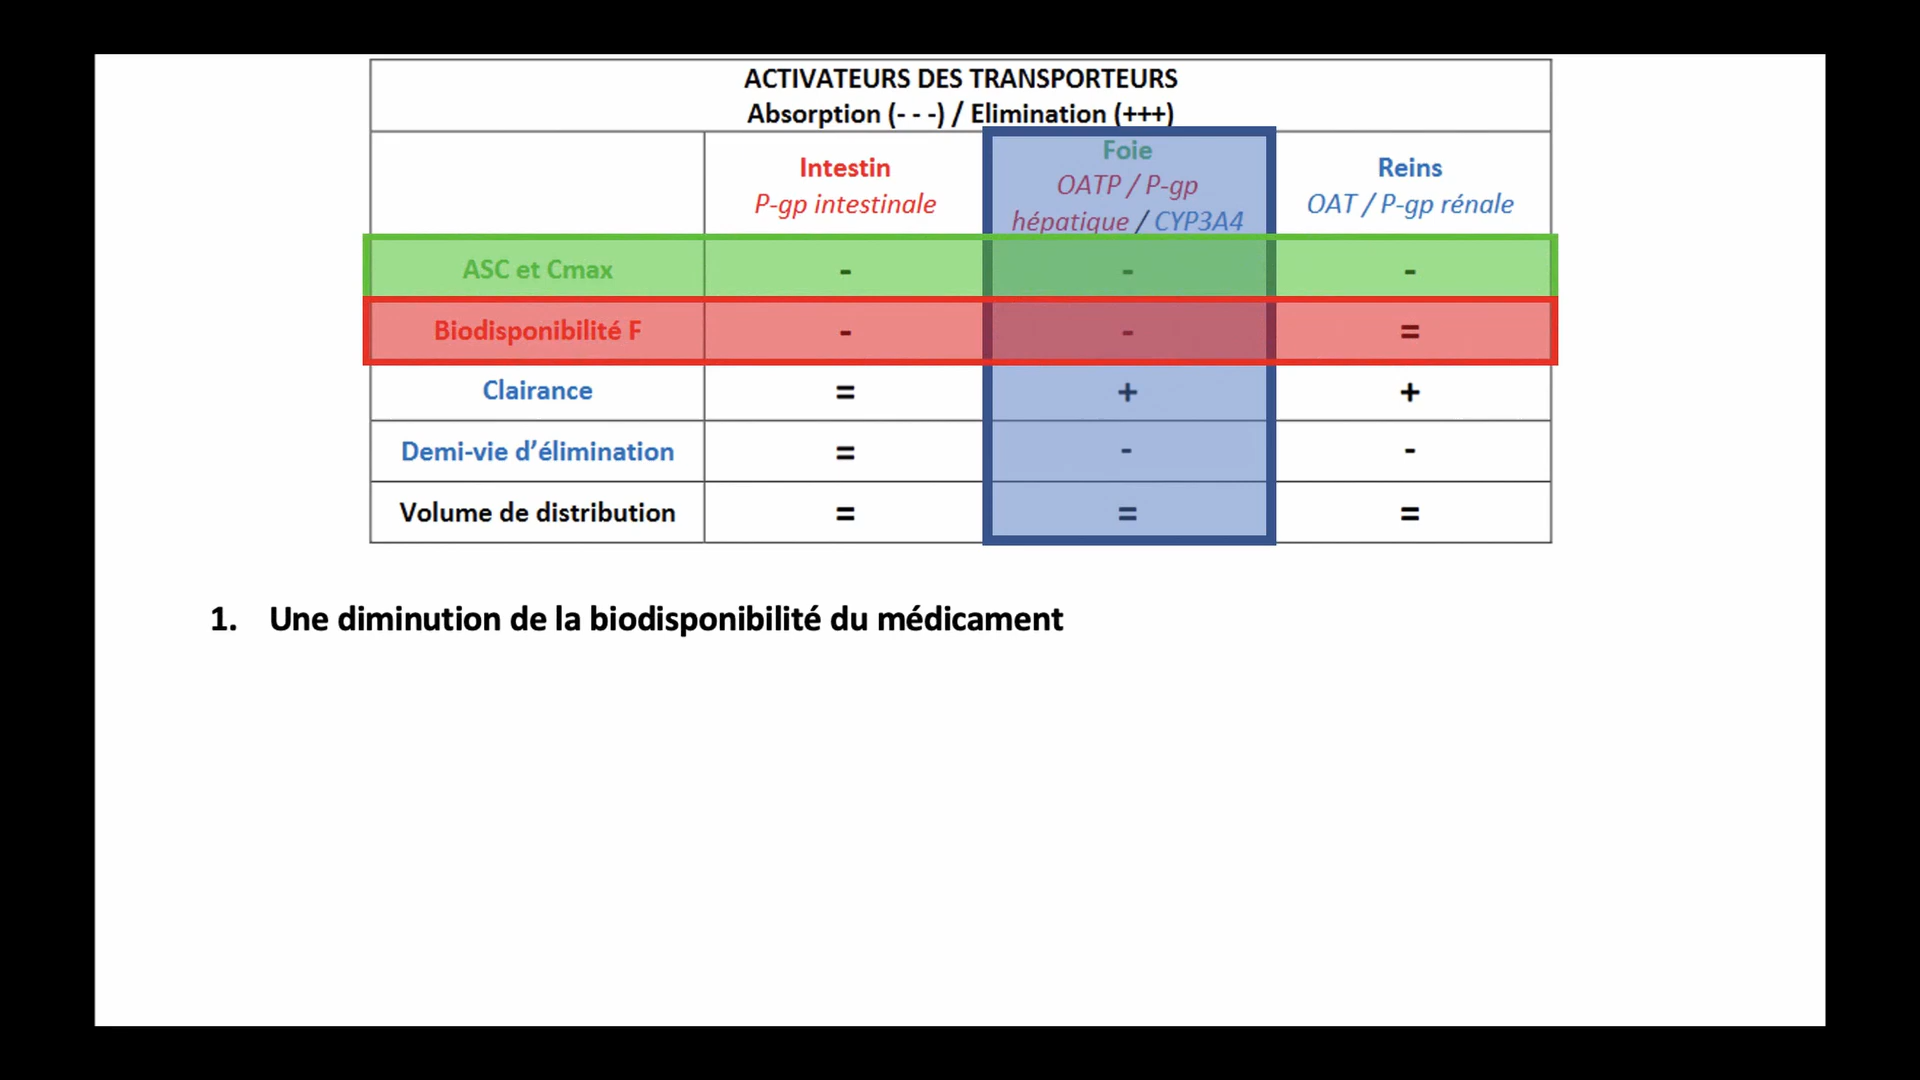 ACTIVATEURS DES TRANSPORTEURS
Absorption (- - -) / Elimination (+++)
Intestin
P-gp intestinale
Foie
OATP / P-gp
hépatique / CYP3A4
Reins
OAT / P-gp rénale
ASC et Cmax - - -
Biodisponibilité F - - =
Clairance = + +
Demi-vie d’élimination = - -
Volume de distribution = = =
1. Une diminution de la biodisponibilité du médicament